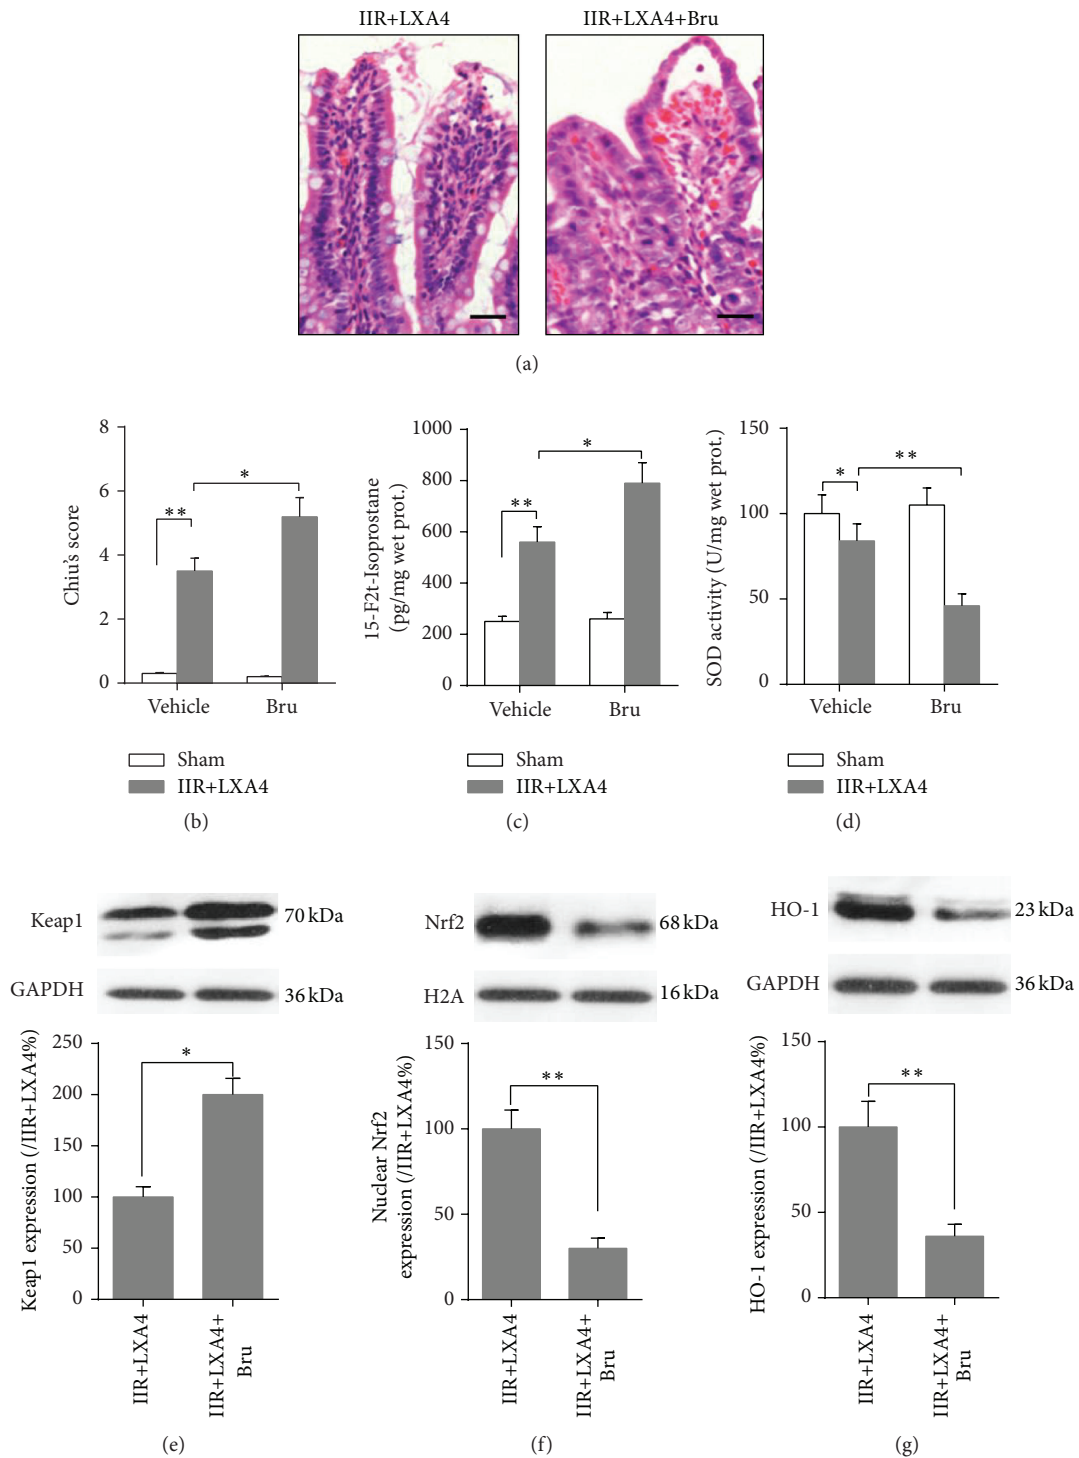 IIR+LXA4 IIR+LXA4+Bru
(a)
8
6
4
2
0
Chiu's score
**
*
Vehicle Bru
Sham
IIR+LXA4
(b)
1000
800
600
400
200
0
15-F2t-Isoprostane
(pg/mg wet prot.)
**
*
Vehicle Bru
Sham
IIR+LXA4
(c)
150
100
50
0
SOD activity (U/mg wet prot.)
*
**
Vehicle Bru
Sham
IIR+LXA4
(d)
Keap1 70 kDa
GAPDH 36 kDa
250
200
150
100
50
0
Keap1 expression (/IIR+LXA4%)
*
IIR+LXA4
IIR+LXA4+
Bru
(e)
Nrf2 68 kDa
H2A 16 kDa
150
100
50
0
Nuclear Nrf2
expression (/IIR+LXA4%)
**
IIR+LXA4
IIR+LXA4+
Bru
(f)
HO-1 23 kDa
GAPDH 36 kDa
150
100
50
0
HO-1 expression (/IIR+LXA4%)
**
IIR+LXA4
IIR+LXA4+
Bru
(g)